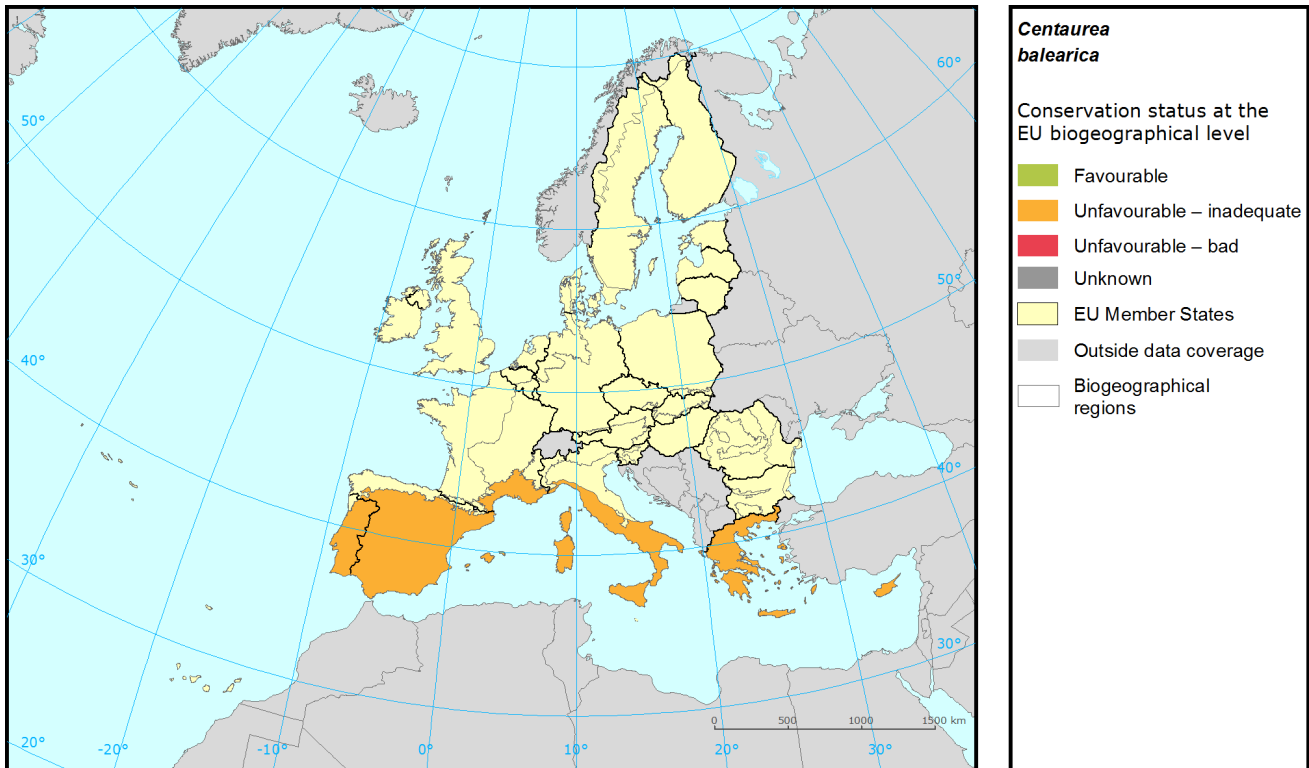 Centaurea
balearica
Conservation status at the
EU biogeographical level
Favourable
Unfavourable – inadequate
Unfavourable – bad
Unknown
EU Member States
Outside data coverage
Biogeographical
regions
60°
50°
50°
40°
40°
30°
30°
0 500 1000 1500 km
20° -20° -10° 0° 10° 20° 30°